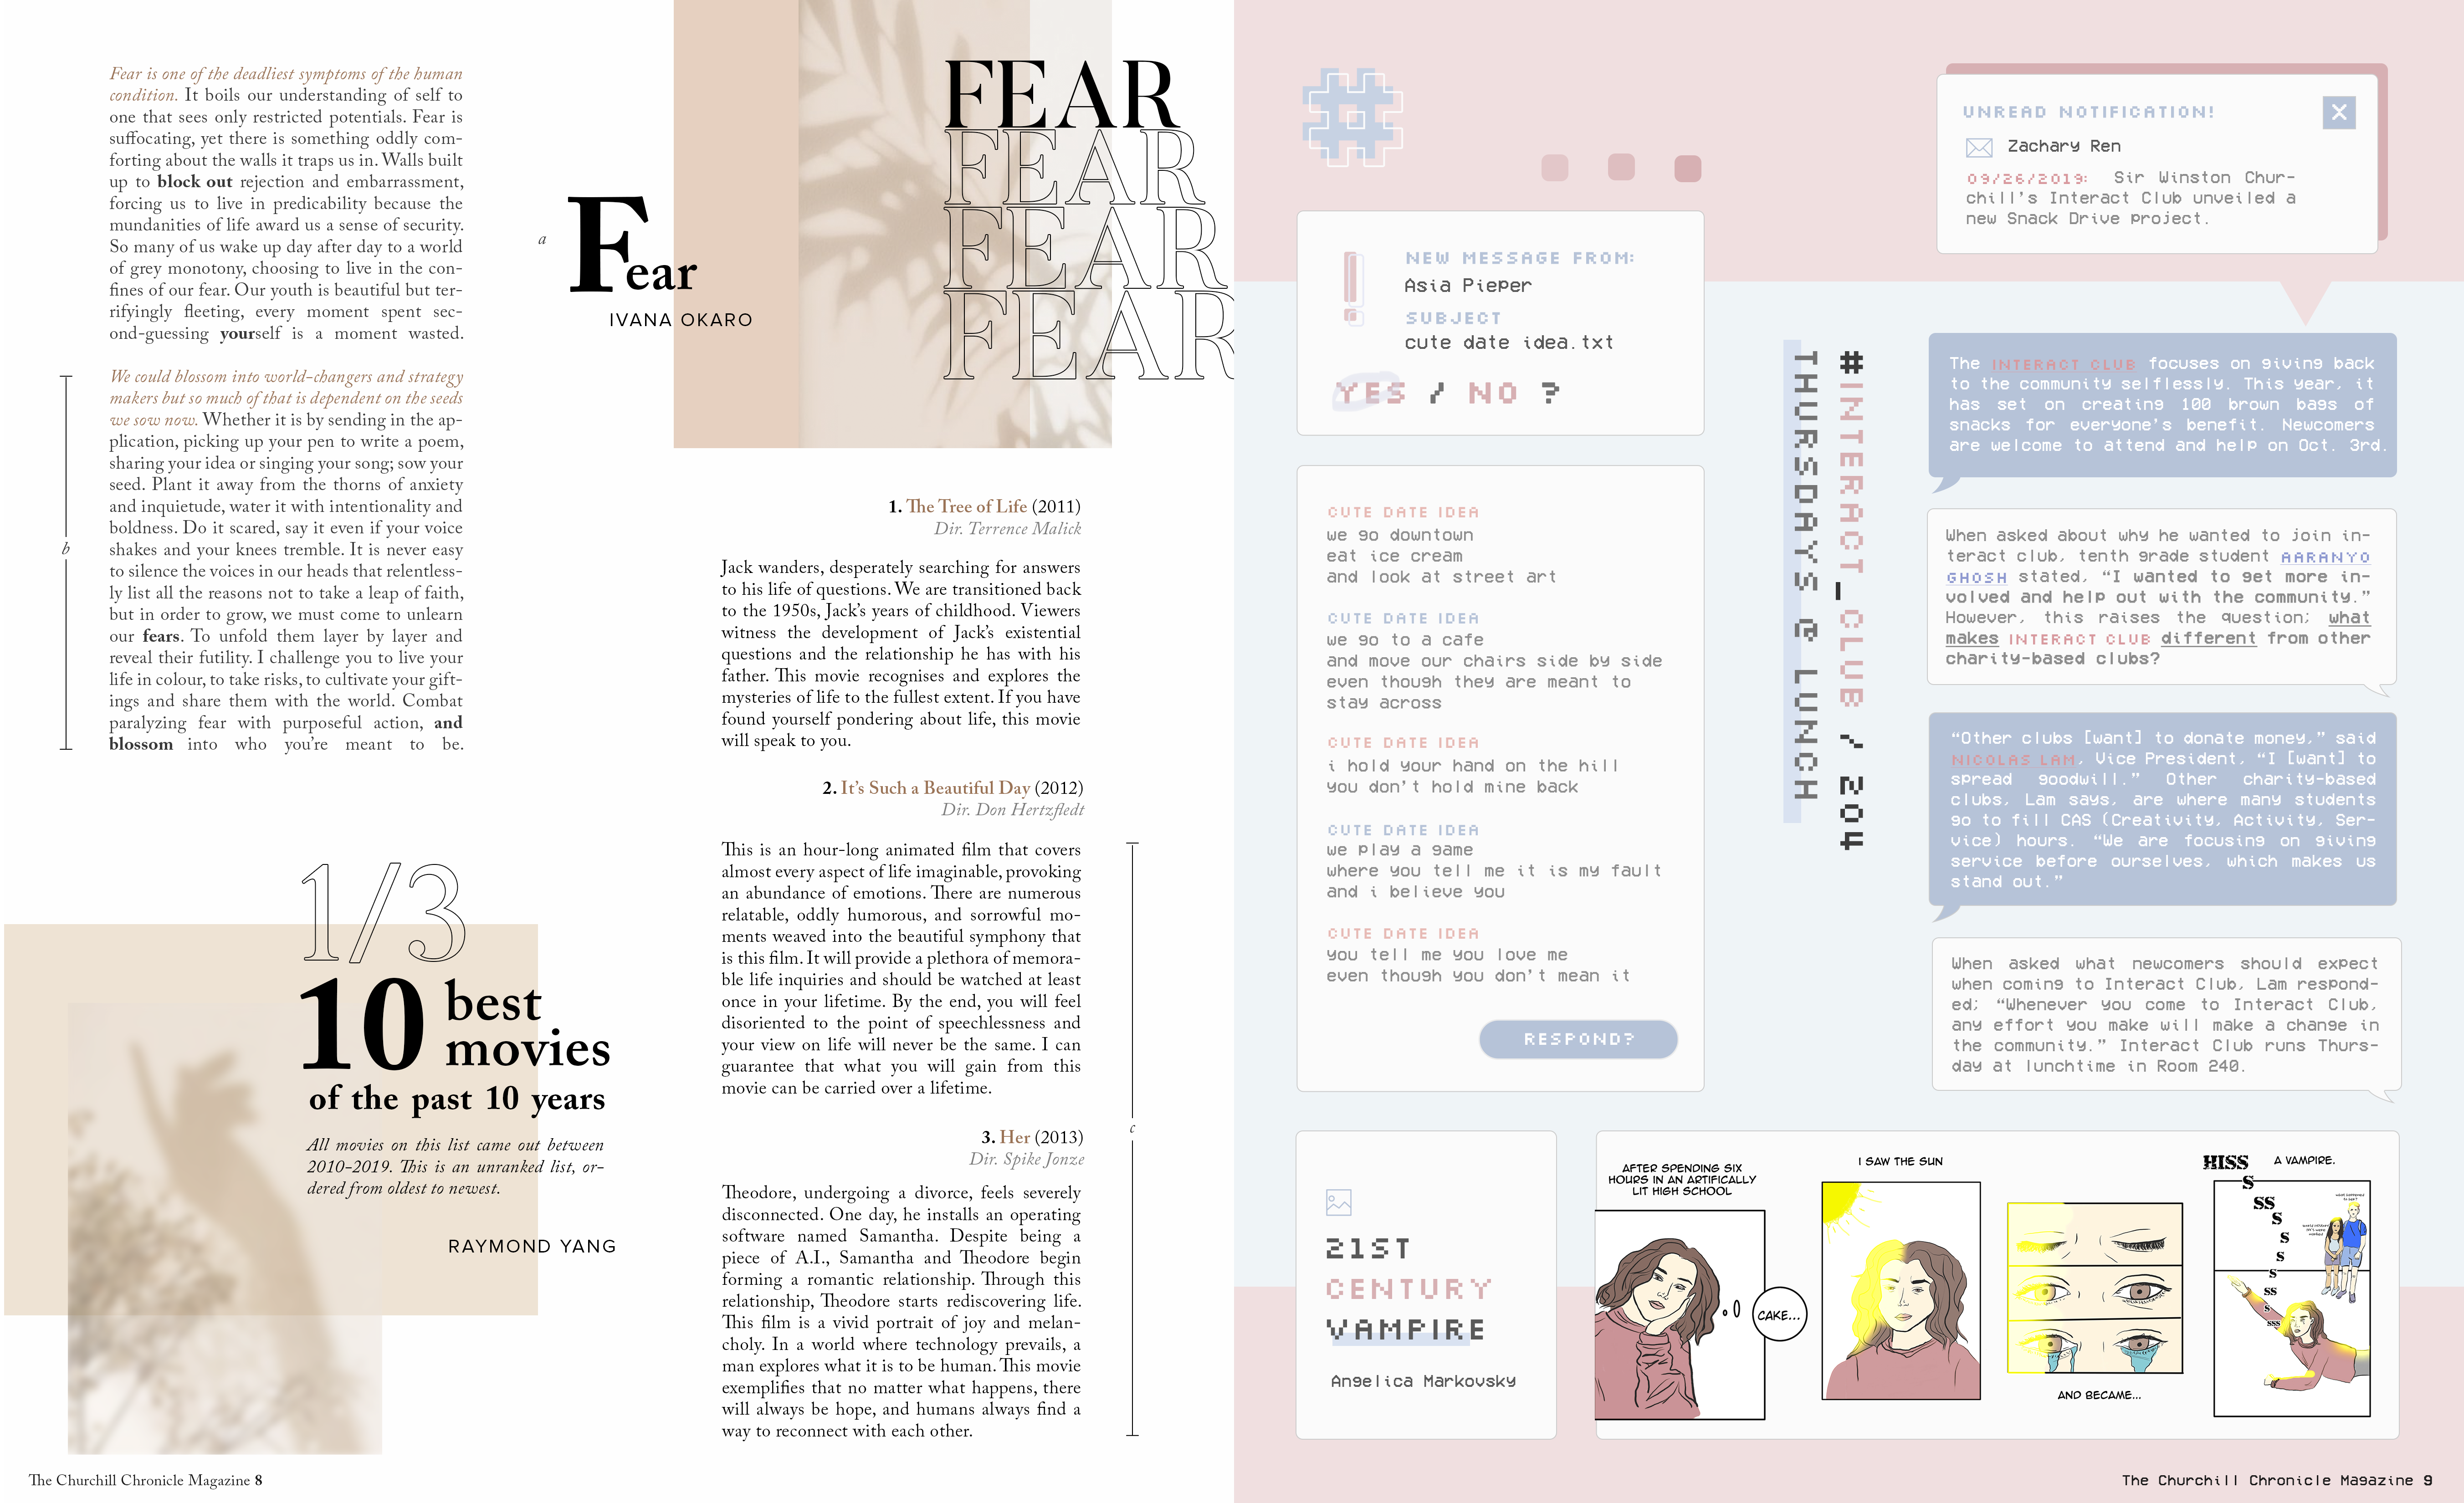 Fear is one of the deadliest symptoms of the human
condition. It boils our understanding of self to
one that sees only restricted potentials. Fear is
suffocating, yet there is something oddly com-
forting about the walls it traps us in. Walls built
up to block out rejection and embarrassment,
forcing us to live in predicability because the
mundanities of life award us a sense of security.
So many of us wake up day after day to a world
of grey monotony, choosing to live in the con-
fines of our fear. Our youth is beautiful but ter-
rifyingly fleeting, every moment spent sec-
ond-guessing yourself is a moment wasted.
b
We could blossom into world-changers and strategy
makers but so much of that is dependent on the seeds
we sow now. Whether it is by sending in the ap-
plication, picking up your pen to write a poem,
sharing your idea or singing your song; sow your
seed. Plant it away from the thorns of anxiety
and inquietude, water it with intentionality and
boldness. Do it scared, say it even if your voice
shakes and your knees tremble. It is never easy
to silence the voices in our heads that relentless-
ly list all the reasons not to take a leap of faith,
but in order to grow, we must come to unlearn
our fears. To unfold them layer by layer and
reveal their futility. I challenge you to live your
life in colour, to take risks, to cultivate your gift-
ings and share them with the world. Combat
paralyzing fear with purposeful action, and
blossom into who you're meant to be.
a
Fear
IVANA OKARO
FEAR
FEAR
FEAR
FEAR
1/3
10 best
movies
of the past 10 years
All movies on this list came out between
2010-2019. This is an unranked list, or-
dered from oldest to newest.
RAYMOND YANG
1. The Tree of Life (2011)
Dir. Terrence Malick
Jack wanders, desperately searching for answers
to his life of questions. We are transitioned back
to the 1950s, Jack's years of childhood. Viewers
witness the development of Jack's existential
questions and the relationship he has with his
father. This movie recognises and explores the
mysteries of life to the fullest extent. If you have
found yourself pondering about life, this movie
will speak to you.
2. It's Such a Beautiful Day (2012)
Dir. Don Hertzfledt
This is an hour-long animated film that covers
almost every aspect of life imaginable, provoking
an abundance of emotions. There are numerous
relatable, oddly humorous, and sorrowful mo-
ments weaved into the beautiful symphony that
is this film. It will provide a plethora of memora-
ble life inquiries and should be watched at least
once in your lifetime. By the end, you will feel
disoriented to the point of speechlessness and
your view on life will never be the same. I can
guarantee that what you will gain from this
movie can be carried over a lifetime.
c
3. Her (2013)
Dir. Spike Jonze
Theodore, undergoing a divorce, feels severely
disconnected. One day, he installs an operating
software named Samantha. Despite being a
piece of A.I., Samantha and Theodore begin
forming a romantic relationship. Through this
relationship, Theodore starts rediscovering life.
This film is a vivid portrait of joy and melan-
choly. In a world where technology prevails, a
man explores what it is to be human. This movie
exemplifies that no matter what happens, there
will always be hope, and humans always find a
way to reconnect with each other.
The Churchill Chronicle Magazine 8
#
!
NEW MESSAGE FROM:
Asia Pieper
SUBJECT
cute date idea.txt
YES / NO ?
CUTE DATE IDEA
we go downtown
eat ice cream
and look at street art
CUTE DATE IDEA
we go to a cafe
and move our chairs side by side
even though they are meant to
stay across
CUTE DATE IDEA
i hold your hand on the hill
you don't hold mine back
CUTE DATE IDEA
we play a game
where you tell me it is my fault
and i believe you
CUTE DATE IDEA
you tell me you love me
even though you don't mean it
RESPOND?
#INTERACT_CLUB / 204
THURSDAYS @ LUNCH
UNREAD NOTIFICATION!
Zachary Ren
09/26/2019: Sir Winston Chur-
chill's Interact Club unveiled a
new Snack Drive project.
The INTERACT CLUB focuses on giving back
to the community selflessly. This year, it
has set on creating 100 brown bags of
snacks for everyone's benefit. Newcomers
are welcome to attend and help on Oct. 3rd.
When asked about why he wanted to join in-
teract club, tenth grade student AARANYO
GHOSH stated, “I wanted to get more in-
volved and help out with the community.”
However, this raises the question; what
makes INTERACT CLUB different from other
charity-based clubs?
“Other clubs [want] to donate money,” said
NICOLAS LAM, Vice President, “I [want] to
spread goodwill.” Other charity-based
clubs, Lam says, are where many students
go to fill CAS (Creativity, Activity, Ser-
vice) hours. “We are focusing on giving
service before ourselves, which makes us
stand out.”
When asked what newcomers should expect
when coming to Interact Club, Lam respond-
ed; “Whenever you come to Interact Club,
any effort you make will make a change in
the community.” Interact Club runs Thurs-
day at lunchtime in Room 240.
21ST
CENTURY
VAMPIRE
Angelica Markovsky
AFTER SPENDING SIX
HOURS IN AN ARTIFICALLY
LIT HIGH SCHOOL
CAKE...
I SAW THE SUN
AND BECAME...
A VAMPIRE.
HISS
S
SS
S
S
S
S
SS
S
SSS
The Churchill Chronicle Magazine 9